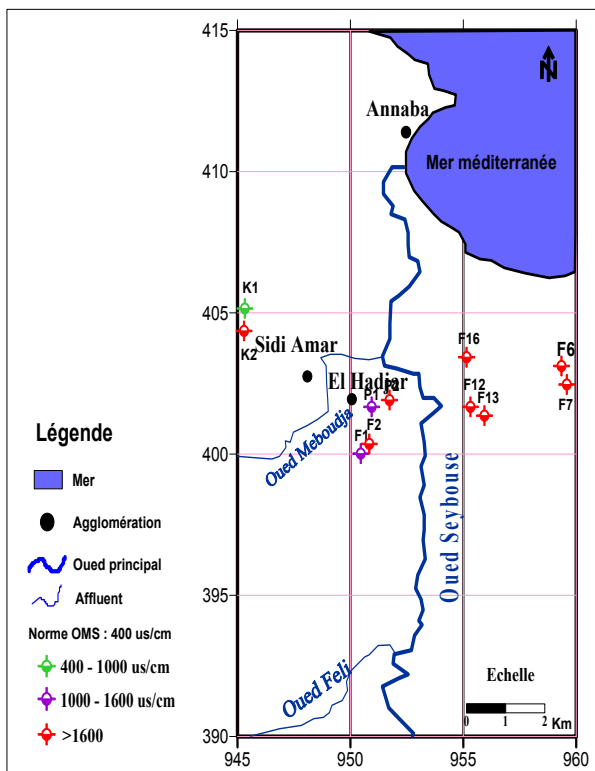 415
N
Annaba
Mer méditerranée
410
K1
405
K2
Sidi Amar
F16
F6
El Hadjar
P1
P2
F12
F13
F7
Légende
Oued Meboudja
F2
F1
400
Mer
Agglomération
Oued Seybouse
Oued principal
Affluent
395
Norme OMS : 400 us/cm
400 - 1000 us/cm
Oued Feli
Echelle
1000 - 1600 us/cm
0 1 2
Km
>1600
390
945 950 955 960